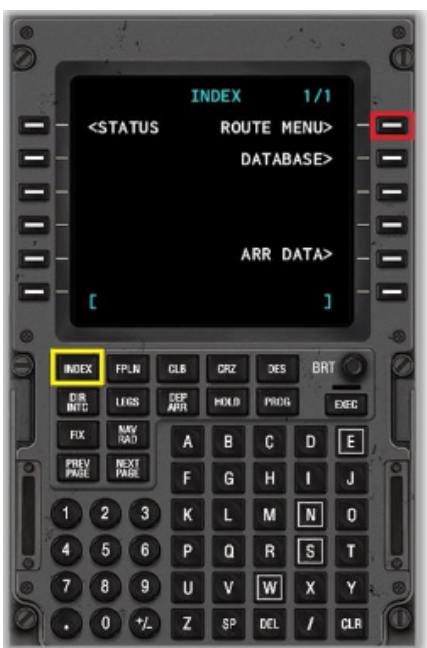 INDEX 1/1
<STATUS ROUTE MENU>
DATABASE>
ARR DATA>
[ ]
INDEX FPLN CLB CRZ DES BRT
DIR INTC LEGS DEP ARR HOLD PROG EXEC
FIX NAV RAD
PREV PAGE NEXT PAGE
A B C D E
F G H I J
1 2 3 K L M N O
4 5 6 P Q R S T
7 8 9 U V W X Y
. 0 +/- Z SP DEL / CLR